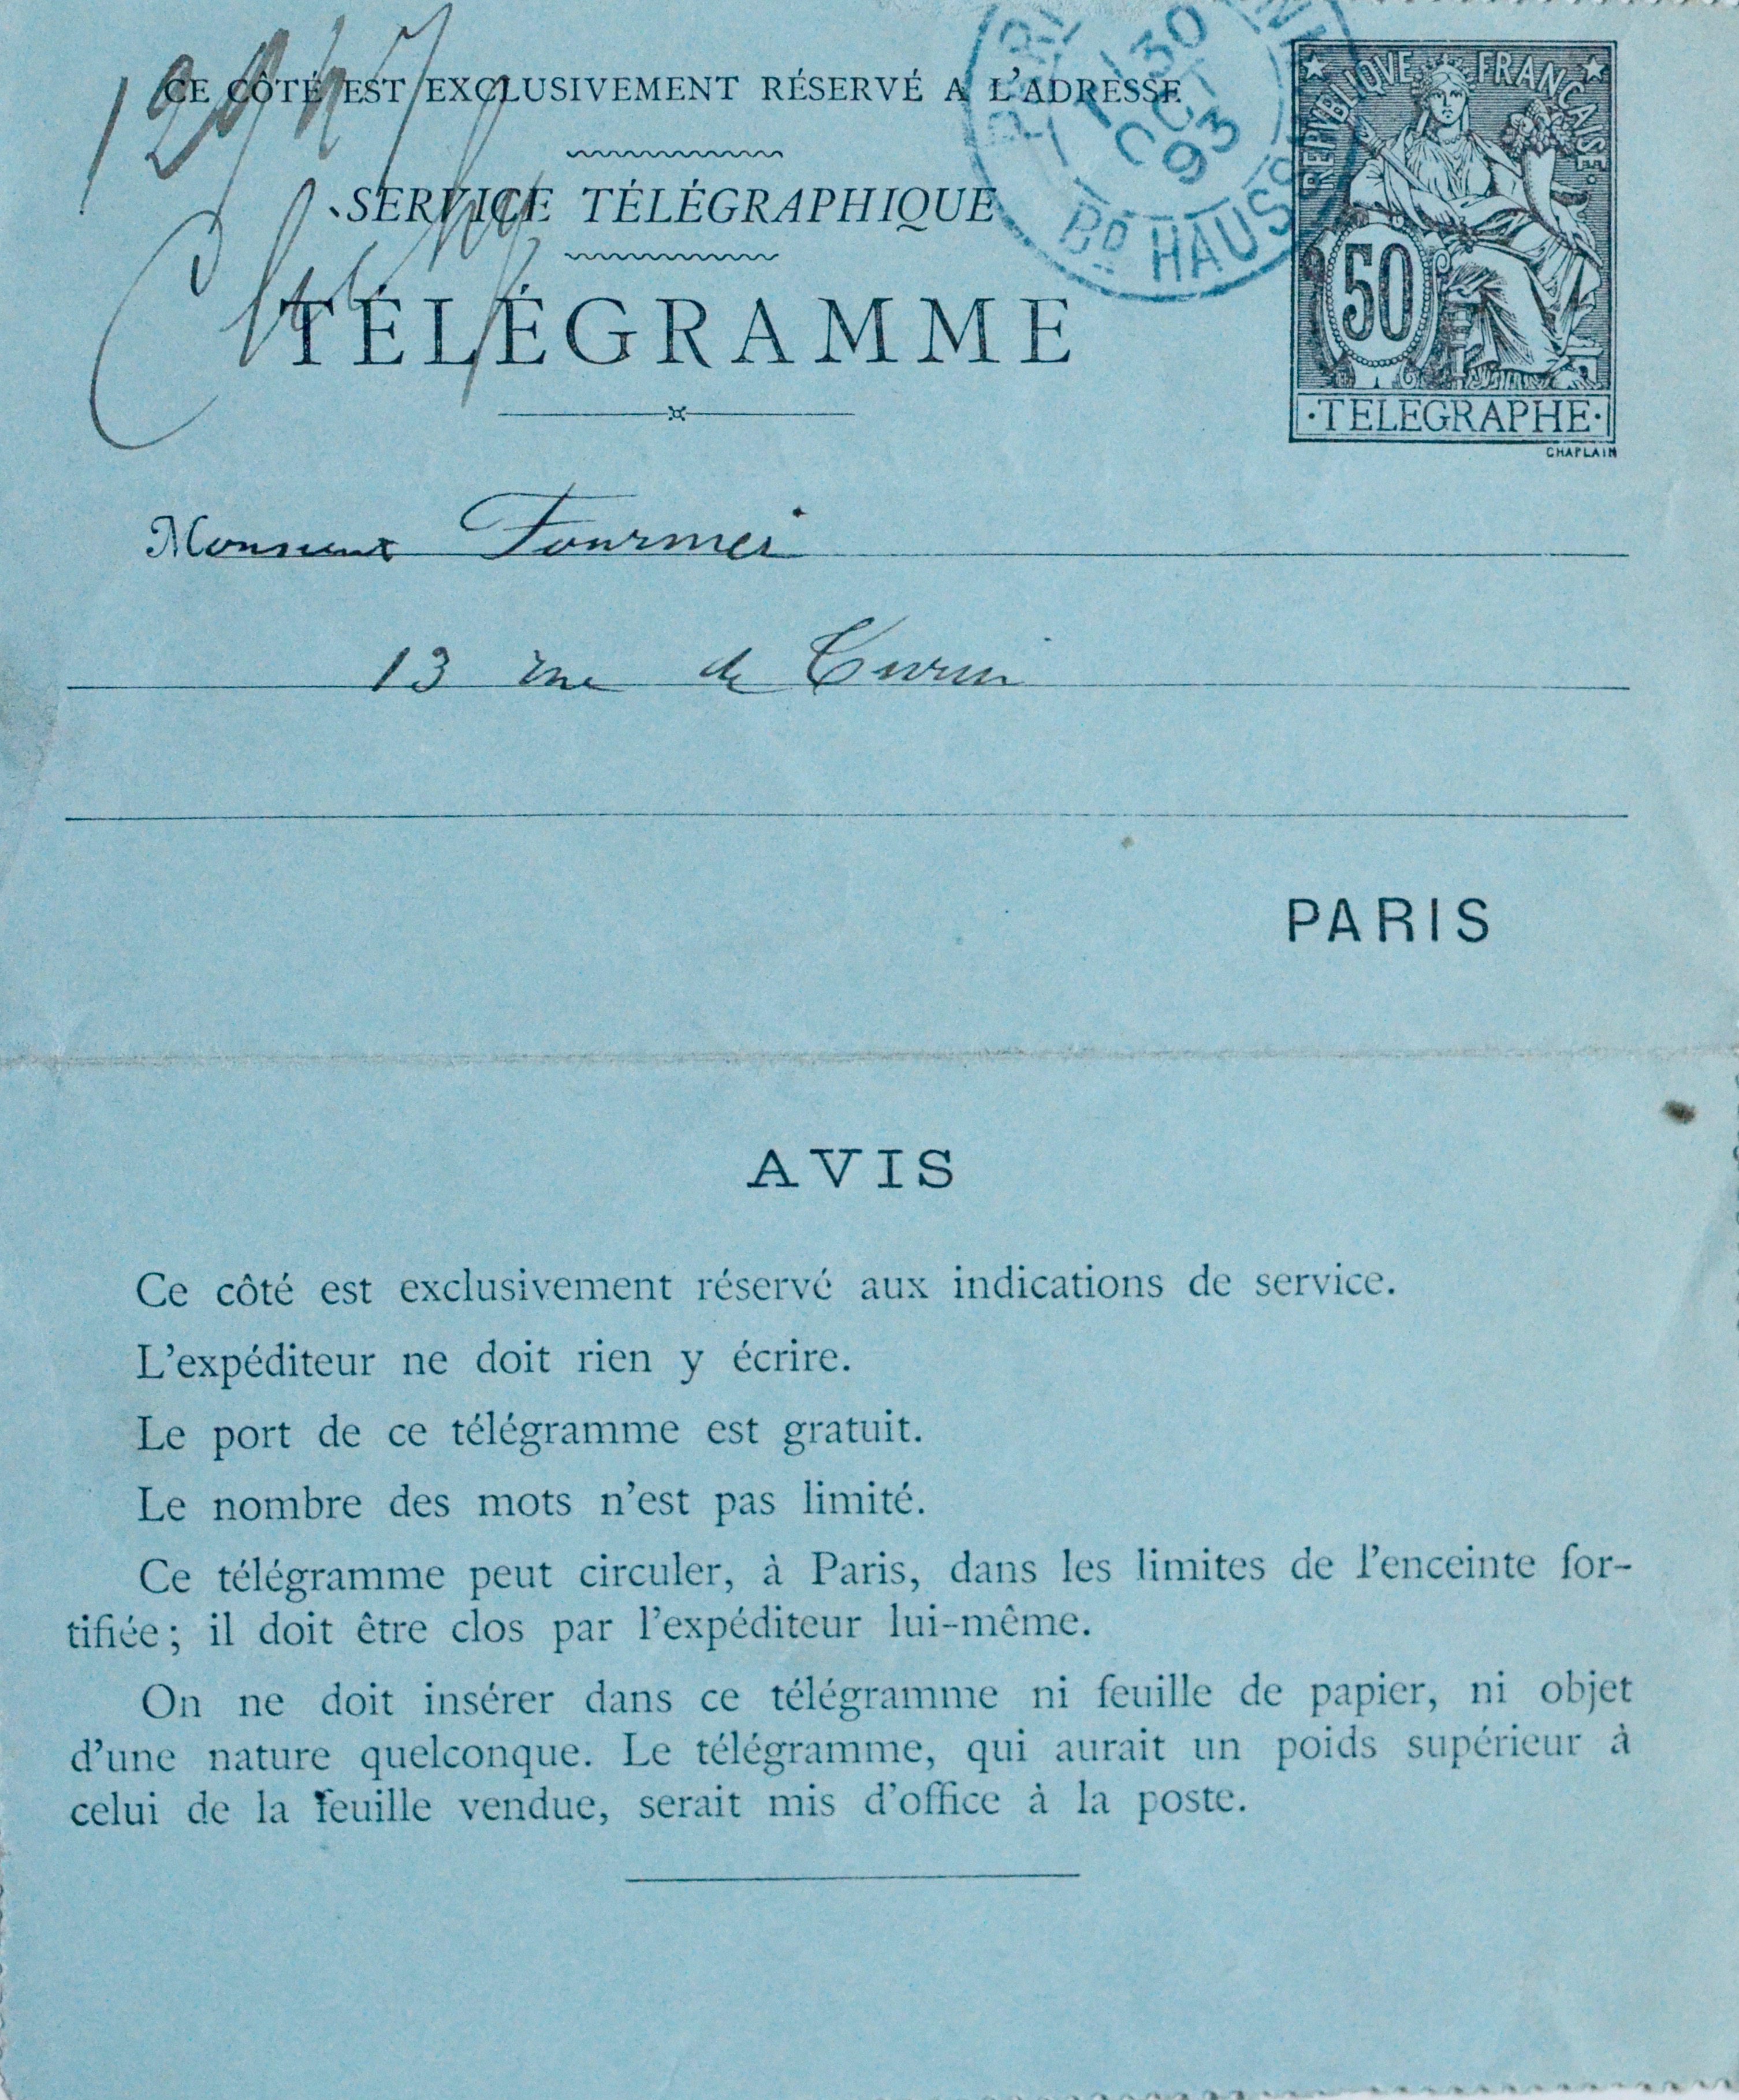 CE CÔTÉ EST EXCLUSIVEMENT RÉSERVÉ A L'ADRESSE
SERVICE TÉLÉGRAPHIQUE
TÉLÉGRAMME
30
OCT
93
BD HAUSS
REPVBLIQVE FRANCAISE
50
·TELEGRAPHE·
CHAPLAIN
Monsieur Fournier
13 rue de Turin
PARIS
AVIS
Ce côté est exclusivement réservé aux indications de service.
L'expéditeur ne doit rien y écrire.
Le port de ce télégramme est gratuit.
Le nombre des mots n'est pas limité.
Ce télégramme peut circuler, à Paris, dans les limites de l'enceinte for-
tifiée; il doit être clos par l'expéditeur lui-même.
On ne doit insérer dans ce télégramme ni feuille de papier, ni objet
d'une nature quelconque. Le télégramme, qui aurait un poids supérieur à
celui de la feuille vendue, serait mis d'office à la poste.